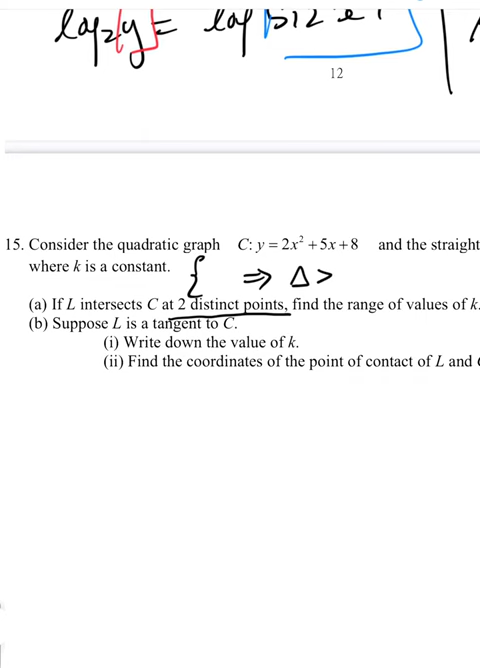 log₂ y = log
12
15. Consider the quadratic graph C: y = 2x² + 5x + 8 and the straight
where k is a constant. { ⇒ Δ >
(a) If L intersects C at 2 distinct points, find the range of values of k.
(b) Suppose L is a tangent to C.
(i) Write down the value of k.
(ii) Find the coordinates of the point of contact of L and